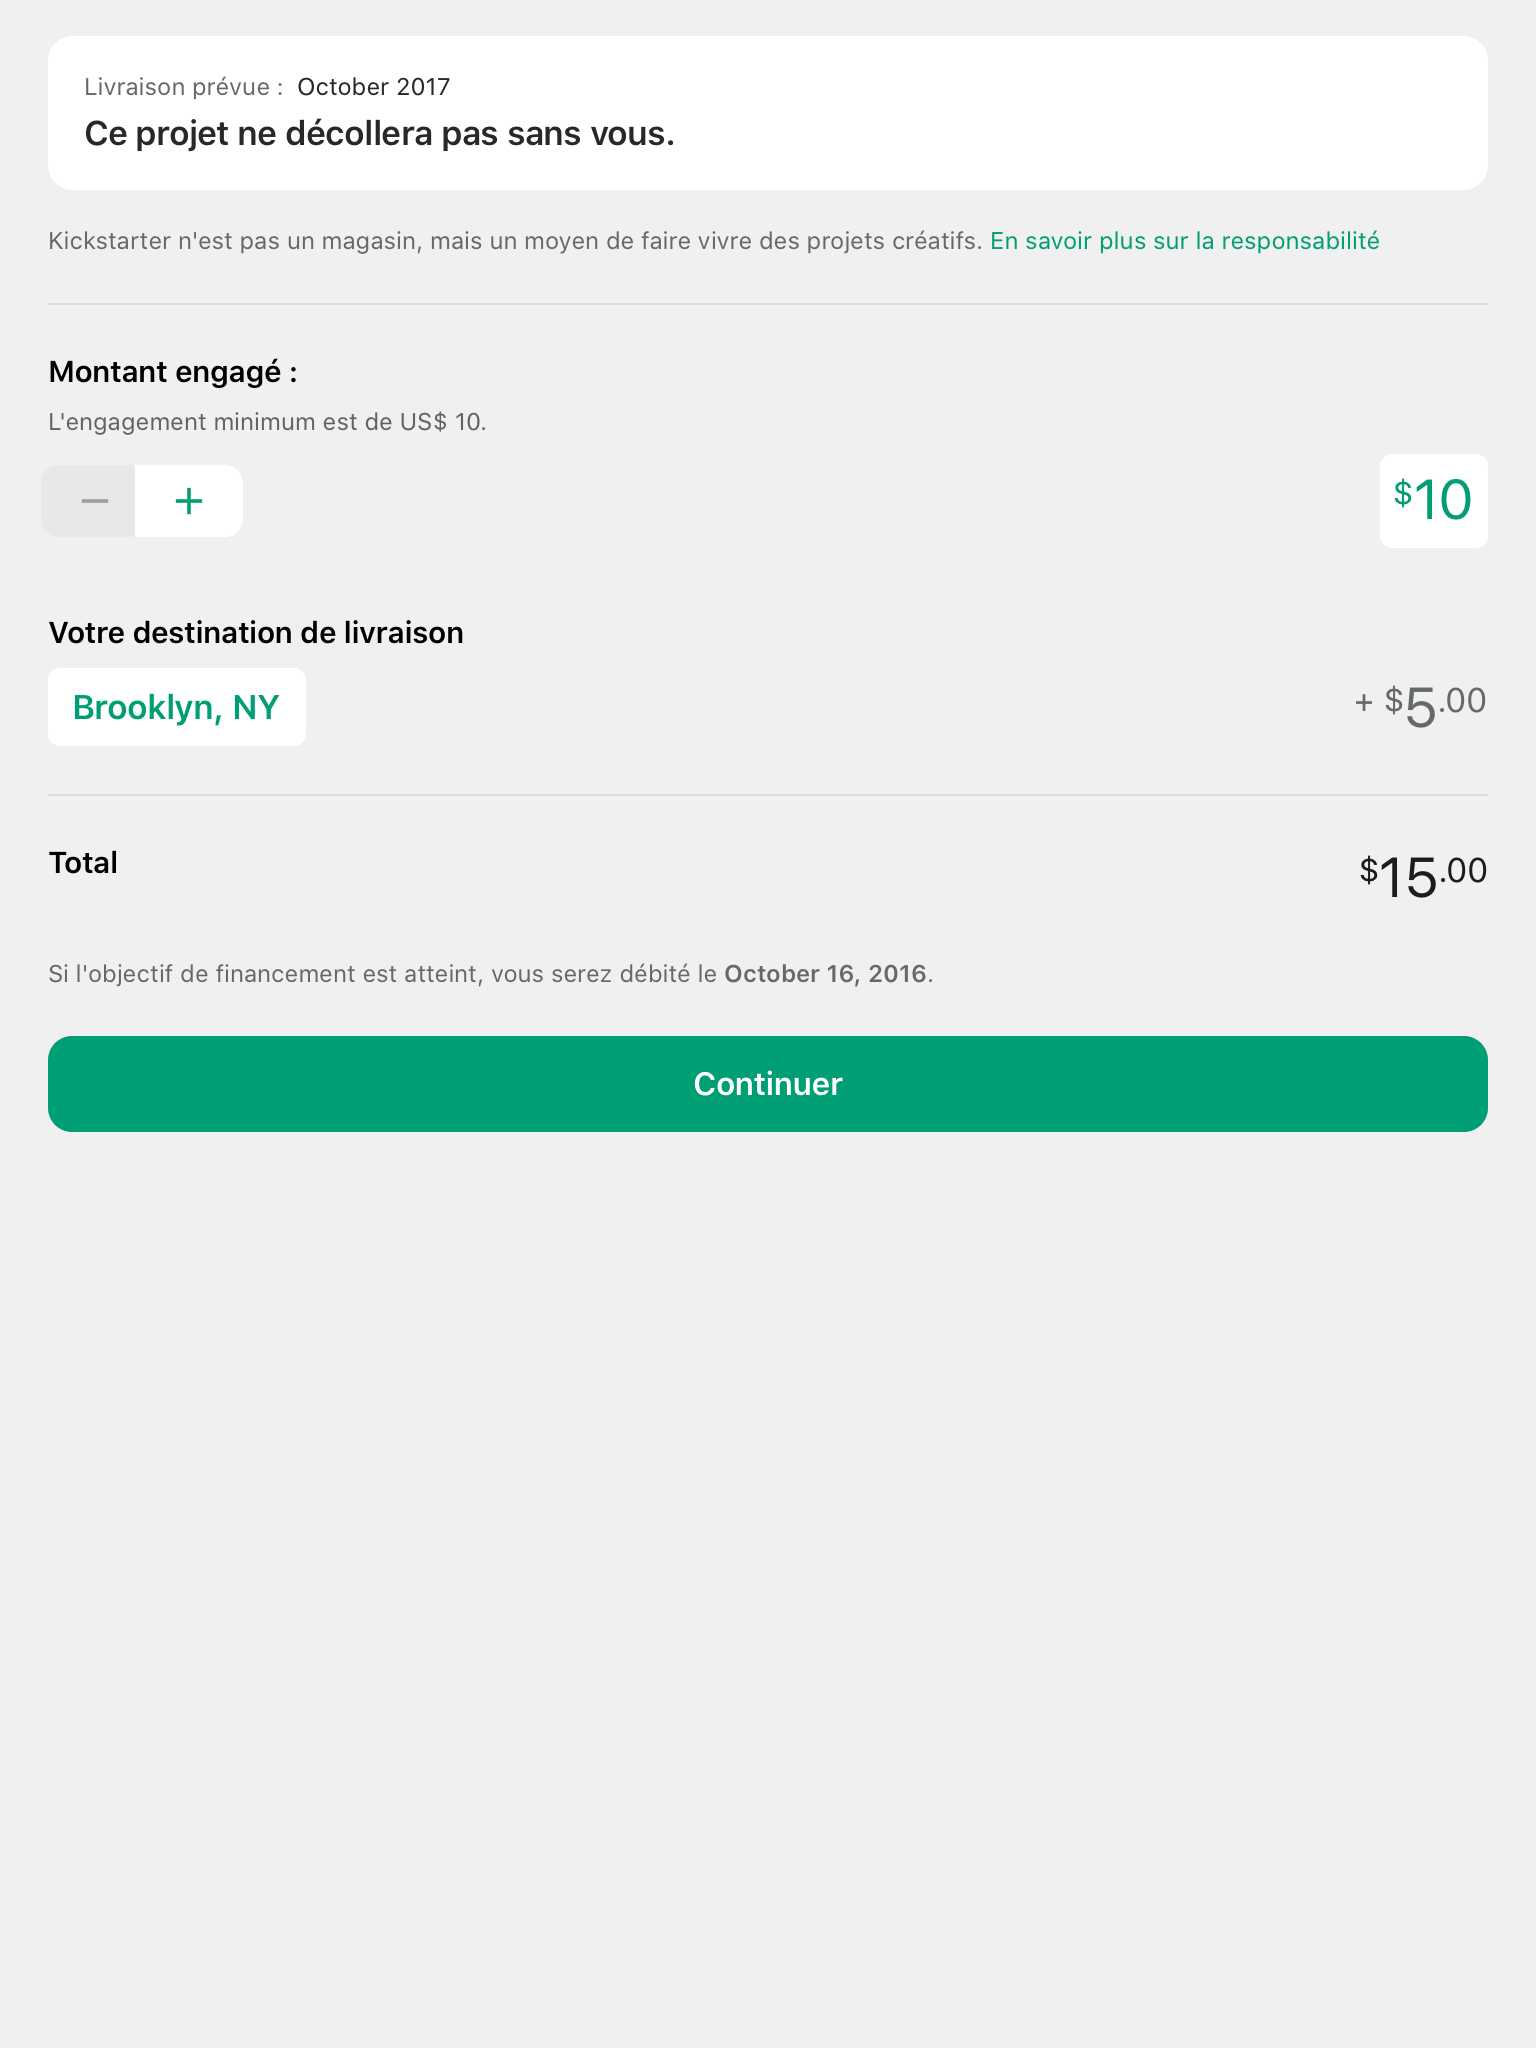 Livraison prévue : October 2017
Ce projet ne décollera pas sans vous.
Kickstarter n'est pas un magasin, mais un moyen de faire vivre des projets créatifs. En savoir plus sur la responsabilité
Montant engagé :
L'engagement minimum est de US$ 10.
− + $10
Votre destination de livraison
Brooklyn, NY + $5.00
Total $15.00
Si l'objectif de financement est atteint, vous serez débité le October 16, 2016.
Continuer